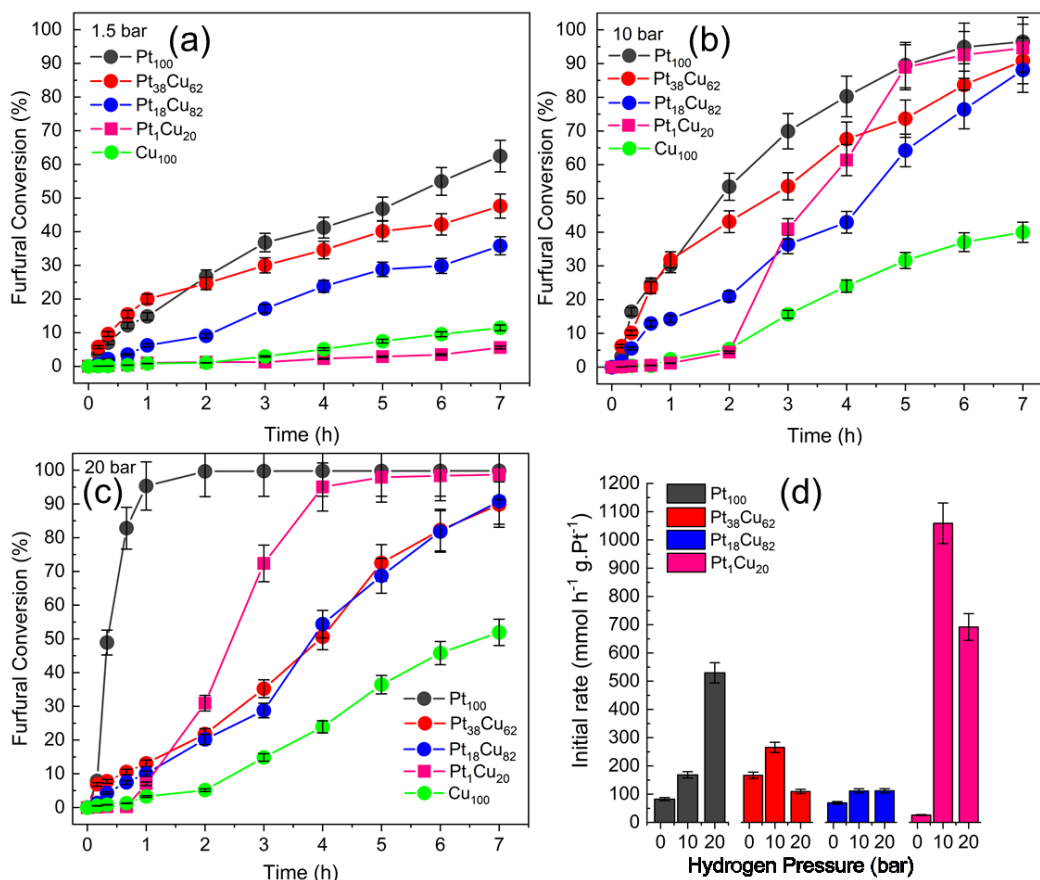 1.5 bar
(a)
Pt100
Pt38Cu62
Pt18Cu82
Pt1Cu20
Cu100
Furfural Conversion (%)
100
90
80
70
60
50
40
30
20
10
0
0 1 2 3 4 5 6 7
Time (h)
10 bar
(b)
Pt100
Pt38Cu62
Pt18Cu82
Pt1Cu20
Cu100
Furfural Conversion (%)
100
90
80
70
60
50
40
30
20
10
0
0 1 2 3 4 5 6 7
Time (h)
20 bar
(c)
Pt100
Pt38Cu62
Pt18Cu82
Pt1Cu20
Cu100
Furfural Conversion (%)
100
90
80
70
60
50
40
30
20
10
0
0 1 2 3 4 5 6 7
Time (h)
(d)
Pt100
Pt38Cu62
Pt18Cu82
Pt1Cu20
Initial rate (mmol h-1 g.Pt-1)
1200
1100
1000
900
800
700
600
500
400
300
200
100
0
0 10 20 0 10 20 0 10 20 0 10 20
Hydrogen Pressure (bar)